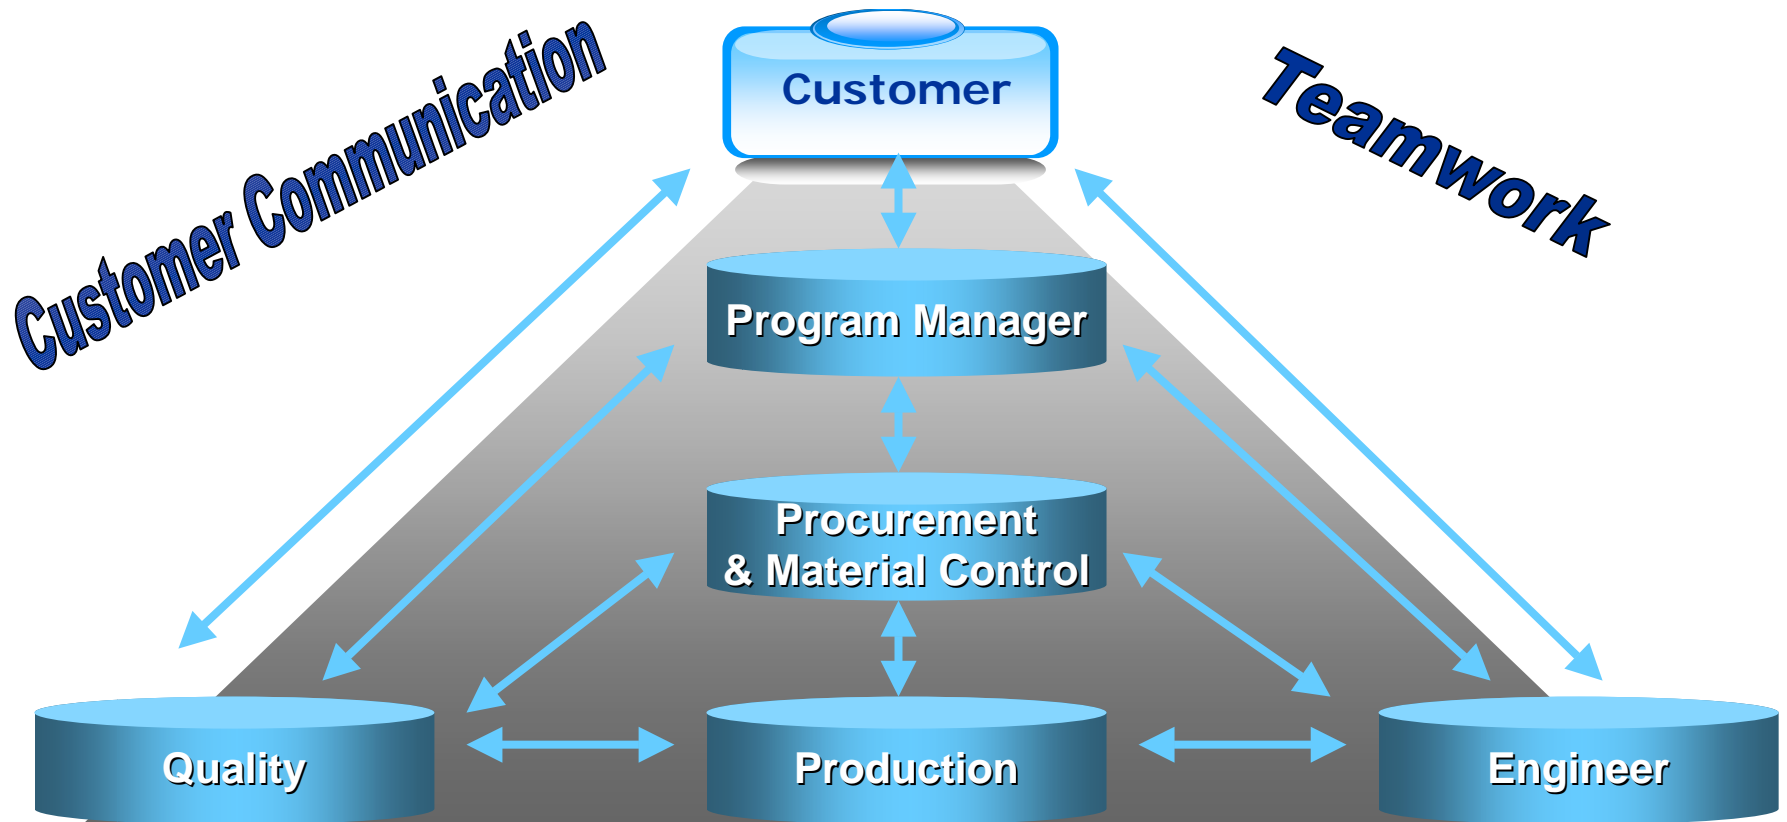 Customer Communication
Customer
Teamwork
Program Manager
Procurement
& Material Control
Quality
Production
Engineer